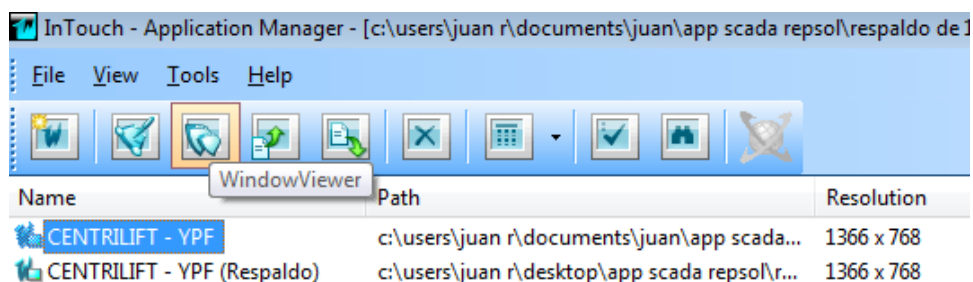 InTouch - Application Manager - [c:\users\juan r\documents\juan\app scada repsol\respaldo de 1
File View Tools Help
WindowViewer
Name Path Resolution
CENTRILIFT - YPF c:\users\juan r\documents\juan\app scada... 1366 x 768
CENTRILIFT - YPF (Respaldo) c:\users\juan r\desktop\app scada repsol\r... 1366 x 768